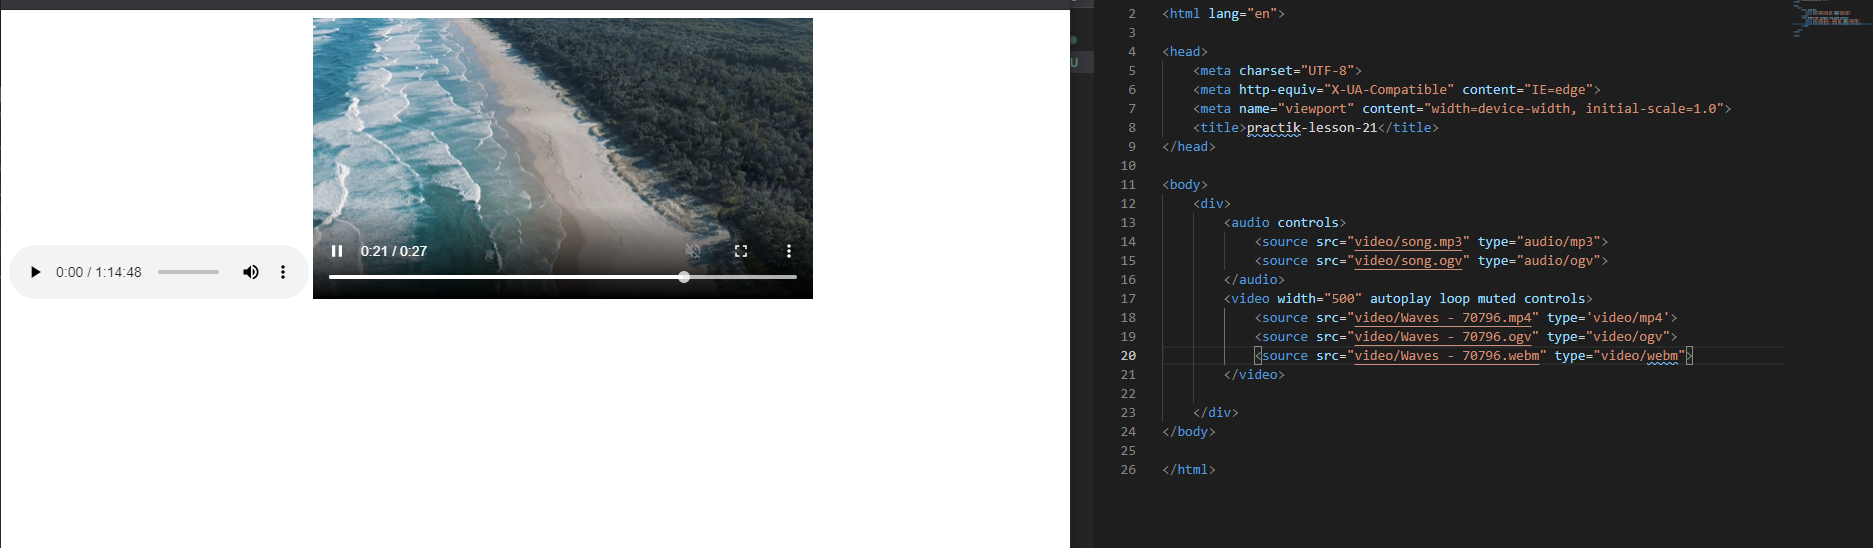 0:00 / 1:14:48
0:21 / 0:27
U
2 <html lang="en">
3
4 <head>
5 <meta charset="UTF-8">
6 <meta http-equiv="X-UA-Compatible" content="IE=edge">
7 <meta name="viewport" content="width=device-width, initial-scale=1.0">
8 <title>practik-lesson-21</title>
9 </head>
10
11 <body>
12 <div>
13 <audio controls>
14 <source src="video/song.mp3" type="audio/mp3">
15 <source src="video/song.ogv" type="audio/ogv">
16 </audio>
17 <video width="500" autoplay loop muted controls>
18 <source src="video/Waves - 70796.mp4" type='video/mp4'>
19 <source src="video/Waves - 70796.ogv" type="video/ogv">
20 <source src="video/Waves - 70796.webm" type="video/webm">
21 </video>
22
23 </div>
24 </body>
25
26 </html>